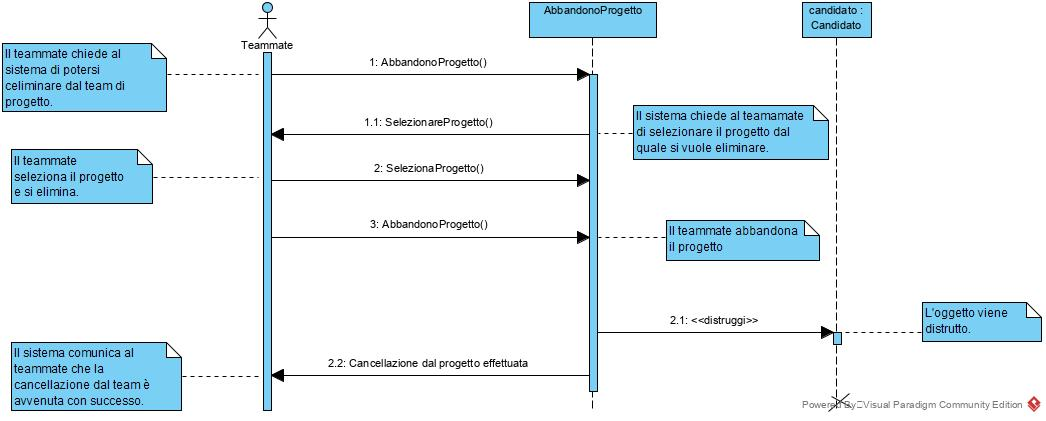 AbbandonoProgetto
candidato :
Candidato
Teammate
Il teammate chiede al
sistema di potersi
celiminare dal team di
progetto.
1: AbbandonoProgetto()
1.1: SelezionareProgetto()
Il sistema chiede al teamamate
di selezionare il progetto dal
quale si vuole eliminare.
Il teammate
seleziona il progetto
e si elimina.
2: SelezionaProgetto()
3: AbbandonoProgetto()
Il teammate abbandona
il progetto
2.1: <<distruggi>>
L'oggetto viene
distrutto.
Il sistema comunica al
teammate che la
cancellazione dal team è
avvenuta con successo.
2.2: Cancellazione dal progetto effettuata
Powered By Visual Paradigm Community Edition